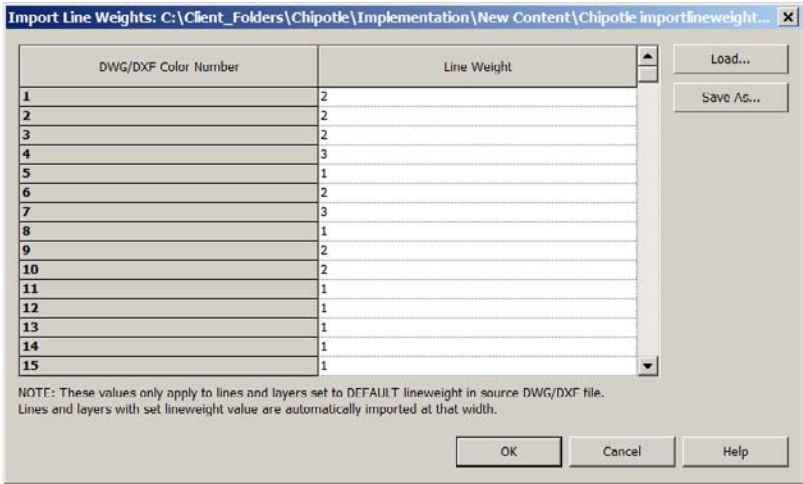 Import Line Weights: C:\Client_Folders\Chipotle\Implementation\New Content\Chipotle importlineweight...
DWG/DXF Color Number Line Weight
Load...
Save As...
1 2
2 2
3 2
4 3
5 1
6 2
7 3
8 1
9 2
10 2
11 1
12 1
13 1
14 1
15 1
NOTE: These values only apply to lines and layers set to DEFAULT lineweight in source DWG/DXF file.
Lines and layers with set lineweight value are automatically imported at that width.
OK Cancel Help